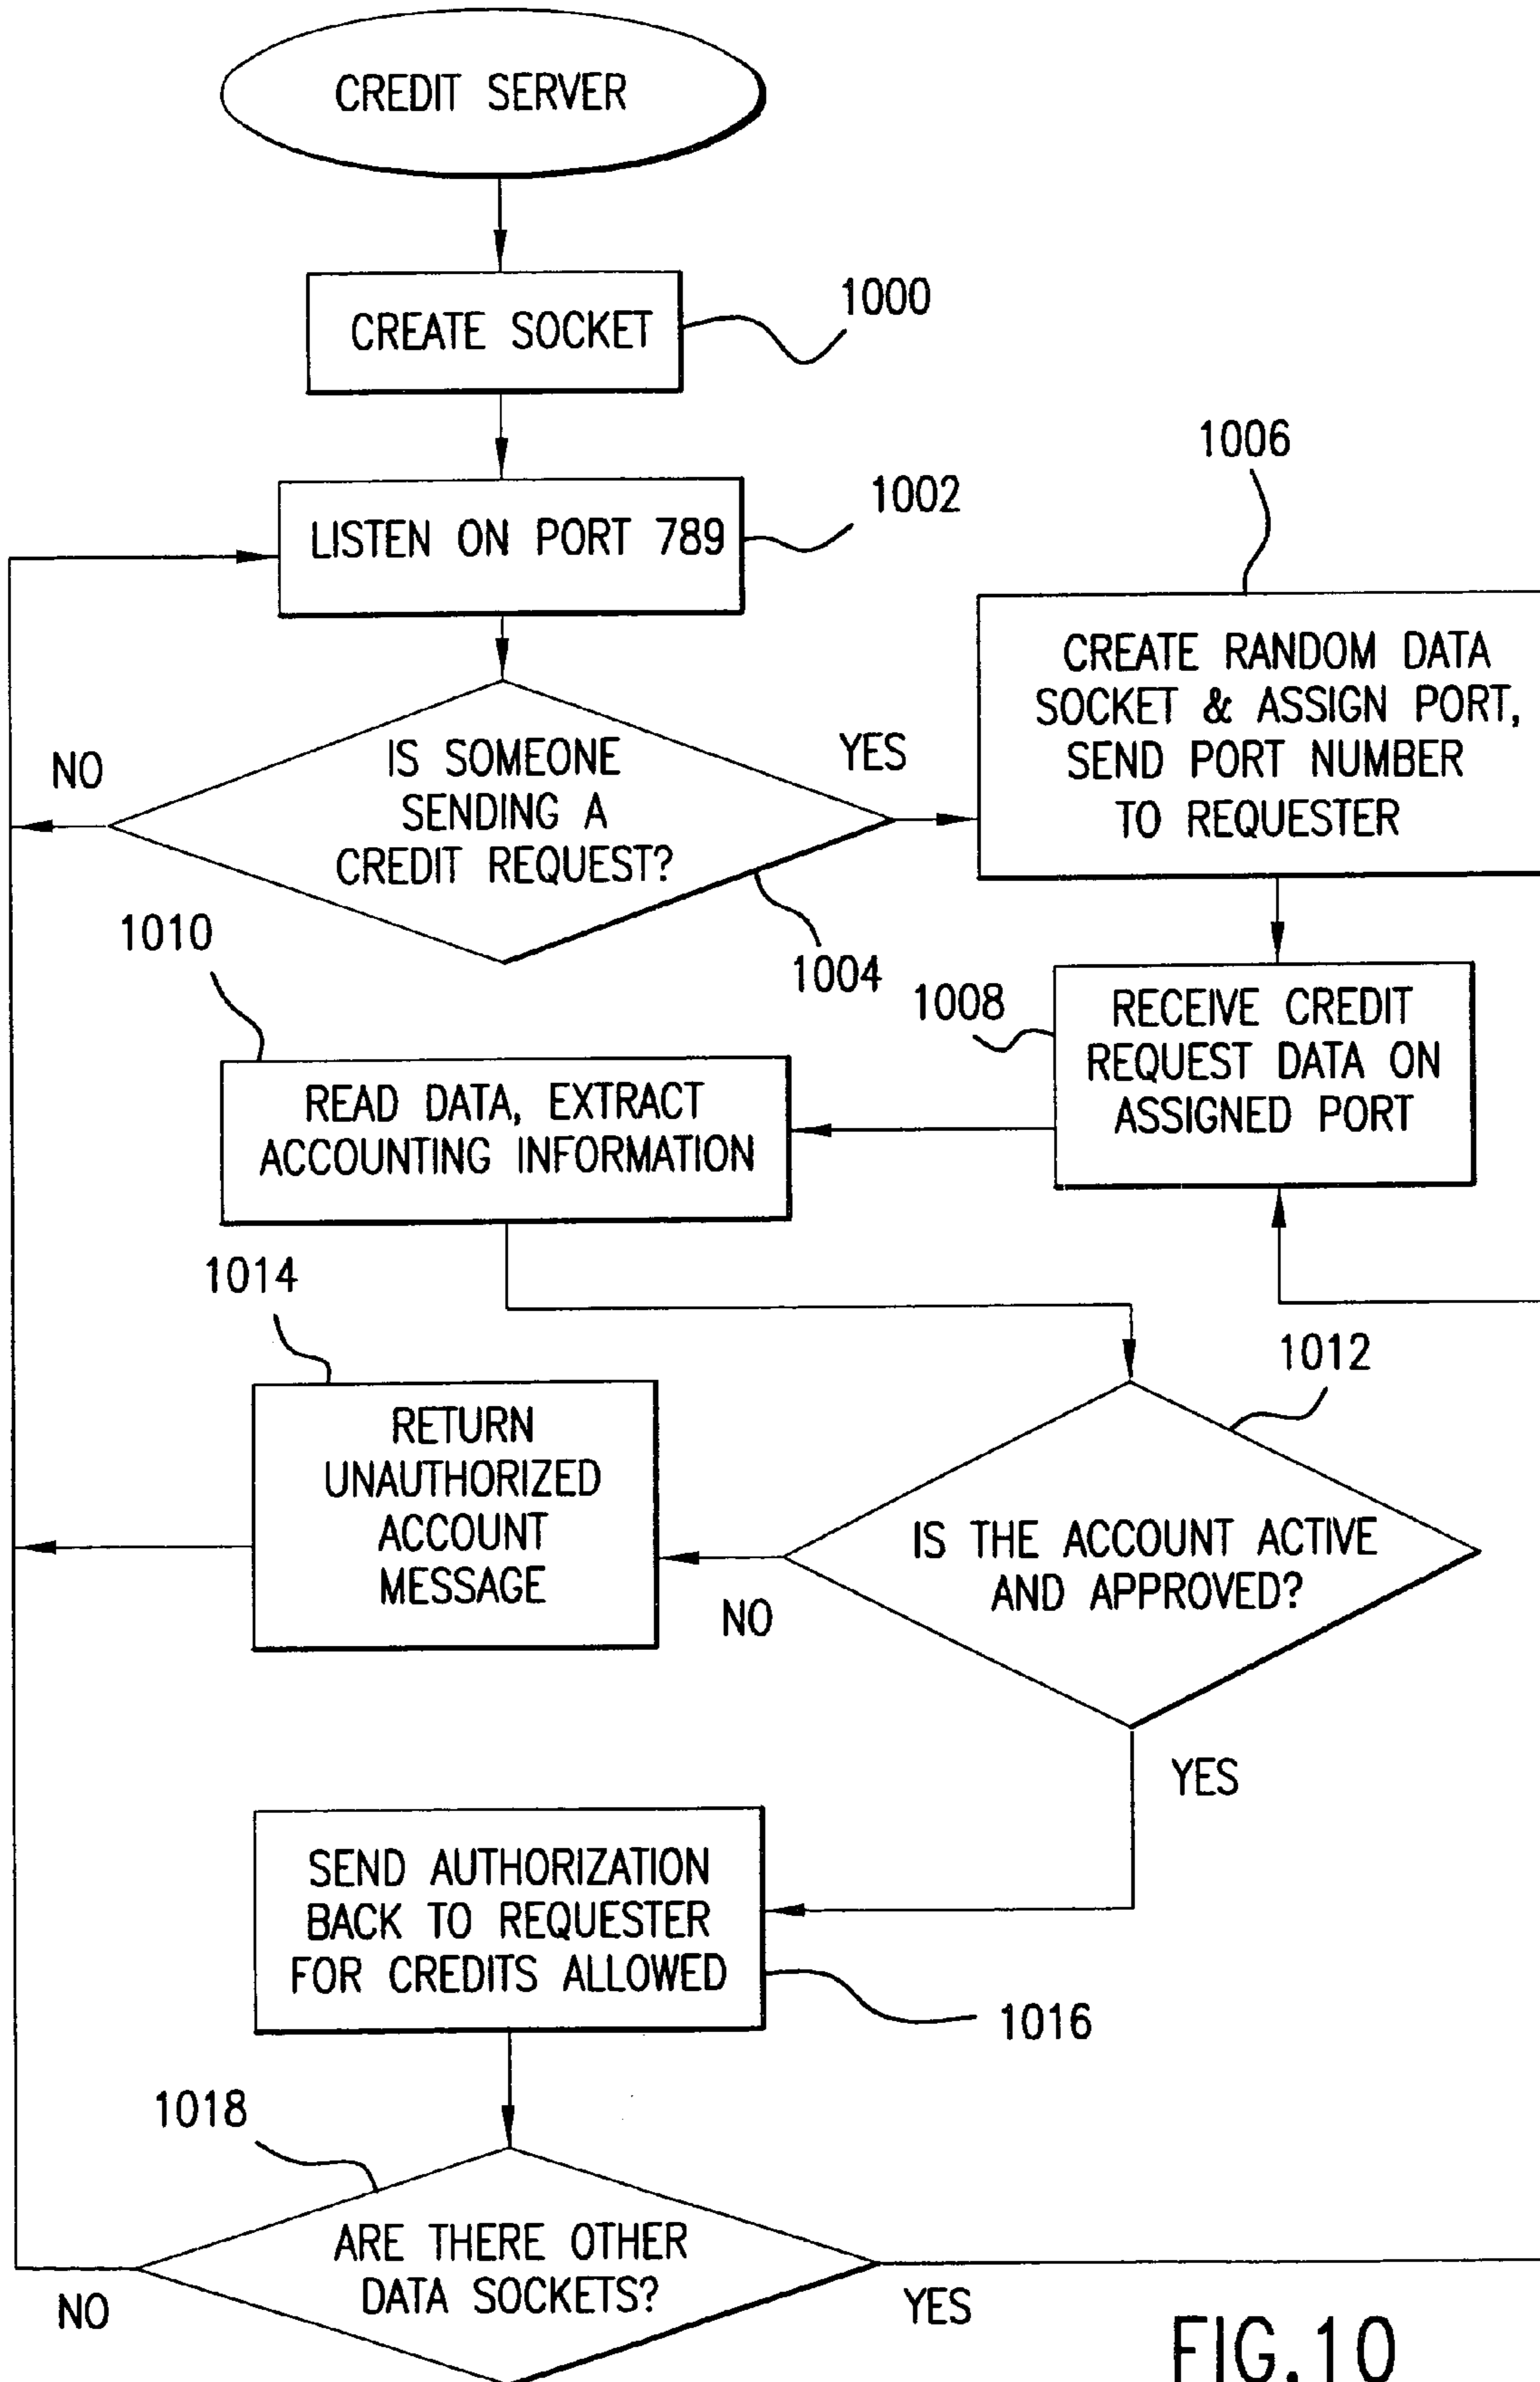 CREDIT SERVER
CREATE SOCKET
1000
LISTEN ON PORT 789
1002
IS SOMEONE
SENDING A
CREDIT REQUEST?
NO
YES
1004
1006
CREATE RANDOM DATA
SOCKET & ASSIGN PORT,
SEND PORT NUMBER
TO REQUESTER
1008
RECEIVE CREDIT
REQUEST DATA ON
ASSIGNED PORT
1010
READ DATA, EXTRACT
ACCOUNTING INFORMATION
1012
IS THE ACCOUNT ACTIVE
AND APPROVED?
NO
YES
1014
RETURN
UNAUTHORIZED
ACCOUNT
MESSAGE
SEND AUTHORIZATION
BACK TO REQUESTER
FOR CREDITS ALLOWED
1016
1018
ARE THERE OTHER
DATA SOCKETS?
NO
YES
FIG.10